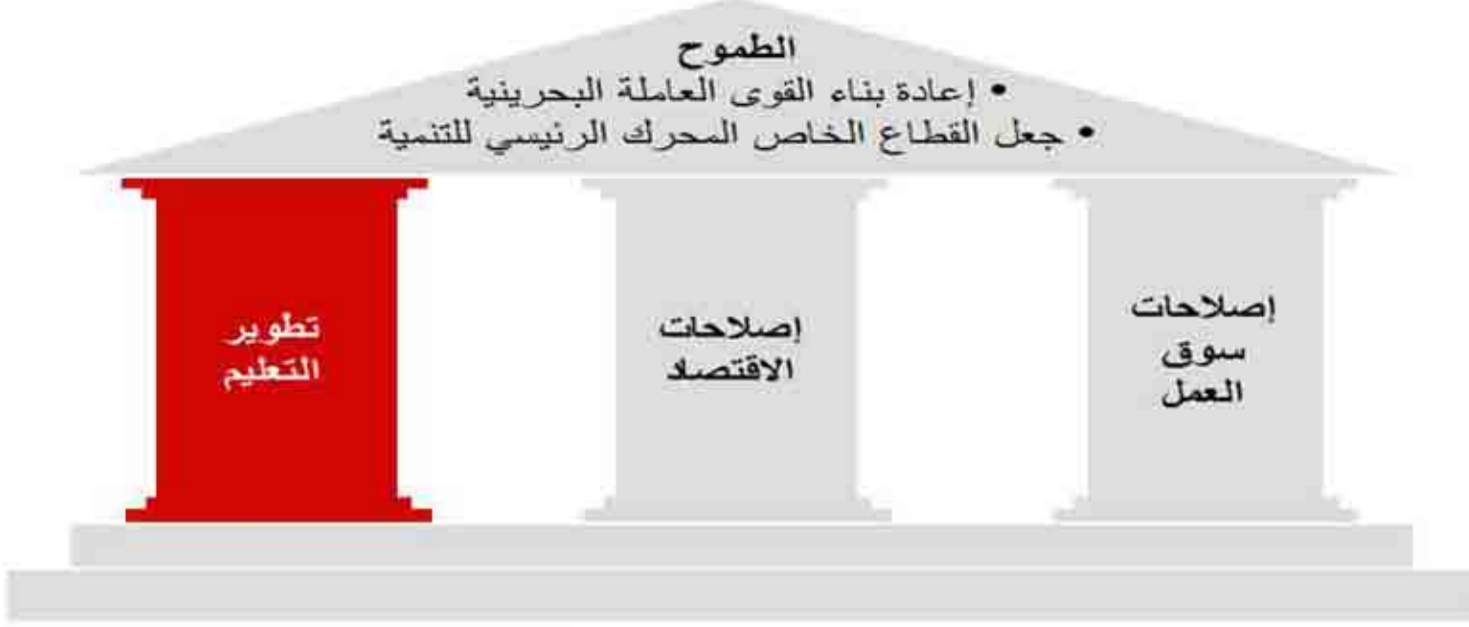 الطموح
• إعادة بناء القوى العاملة البحرينية
• جعل القطاع الخاص المحرك الرئيسي للتنمية
إصلاحات
سوق
العمل
إصلاحات
الاقتصاد
تطوير
التعليم